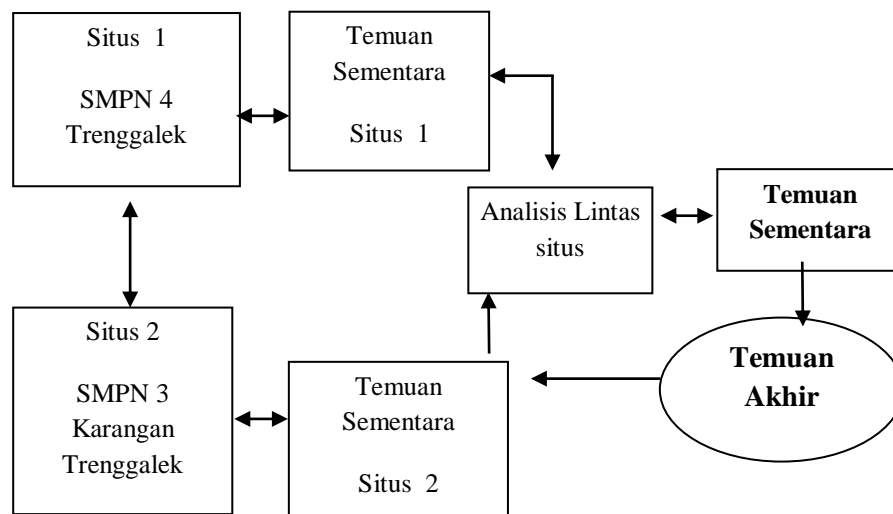 Situs 1
SMPN 4
Trenggalek
Temuan
Sementara
Situs 1
Analisis Lintas
situs
Temuan
Sementara
Situs 2
SMPN 3
Karangan
Trenggalek
Temuan
Sementara
Situs 2
Temuan
Akhir